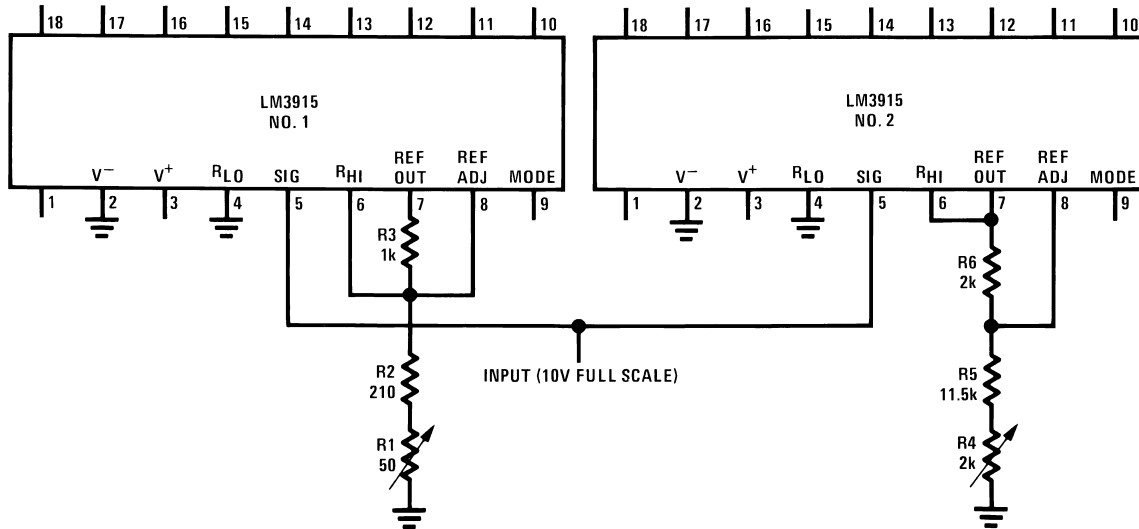 18 17 16 15 14 13 12 11 10
18 17 16 15 14 13 12 11 10
LM3915
NO. 1
LM3915
NO. 2
V− V+ RLO SIG RHI REF OUT REF ADJ MODE
V− V+ RLO SIG RHI REF OUT REF ADJ MODE
1 2 3 4 5 6 7 8 9
1 2 3 4 5 6 7 8 9
R3
1k
R6
2k
INPUT (10V FULL SCALE)
R2
210
R5
11.5k
R1
50
R4
2k